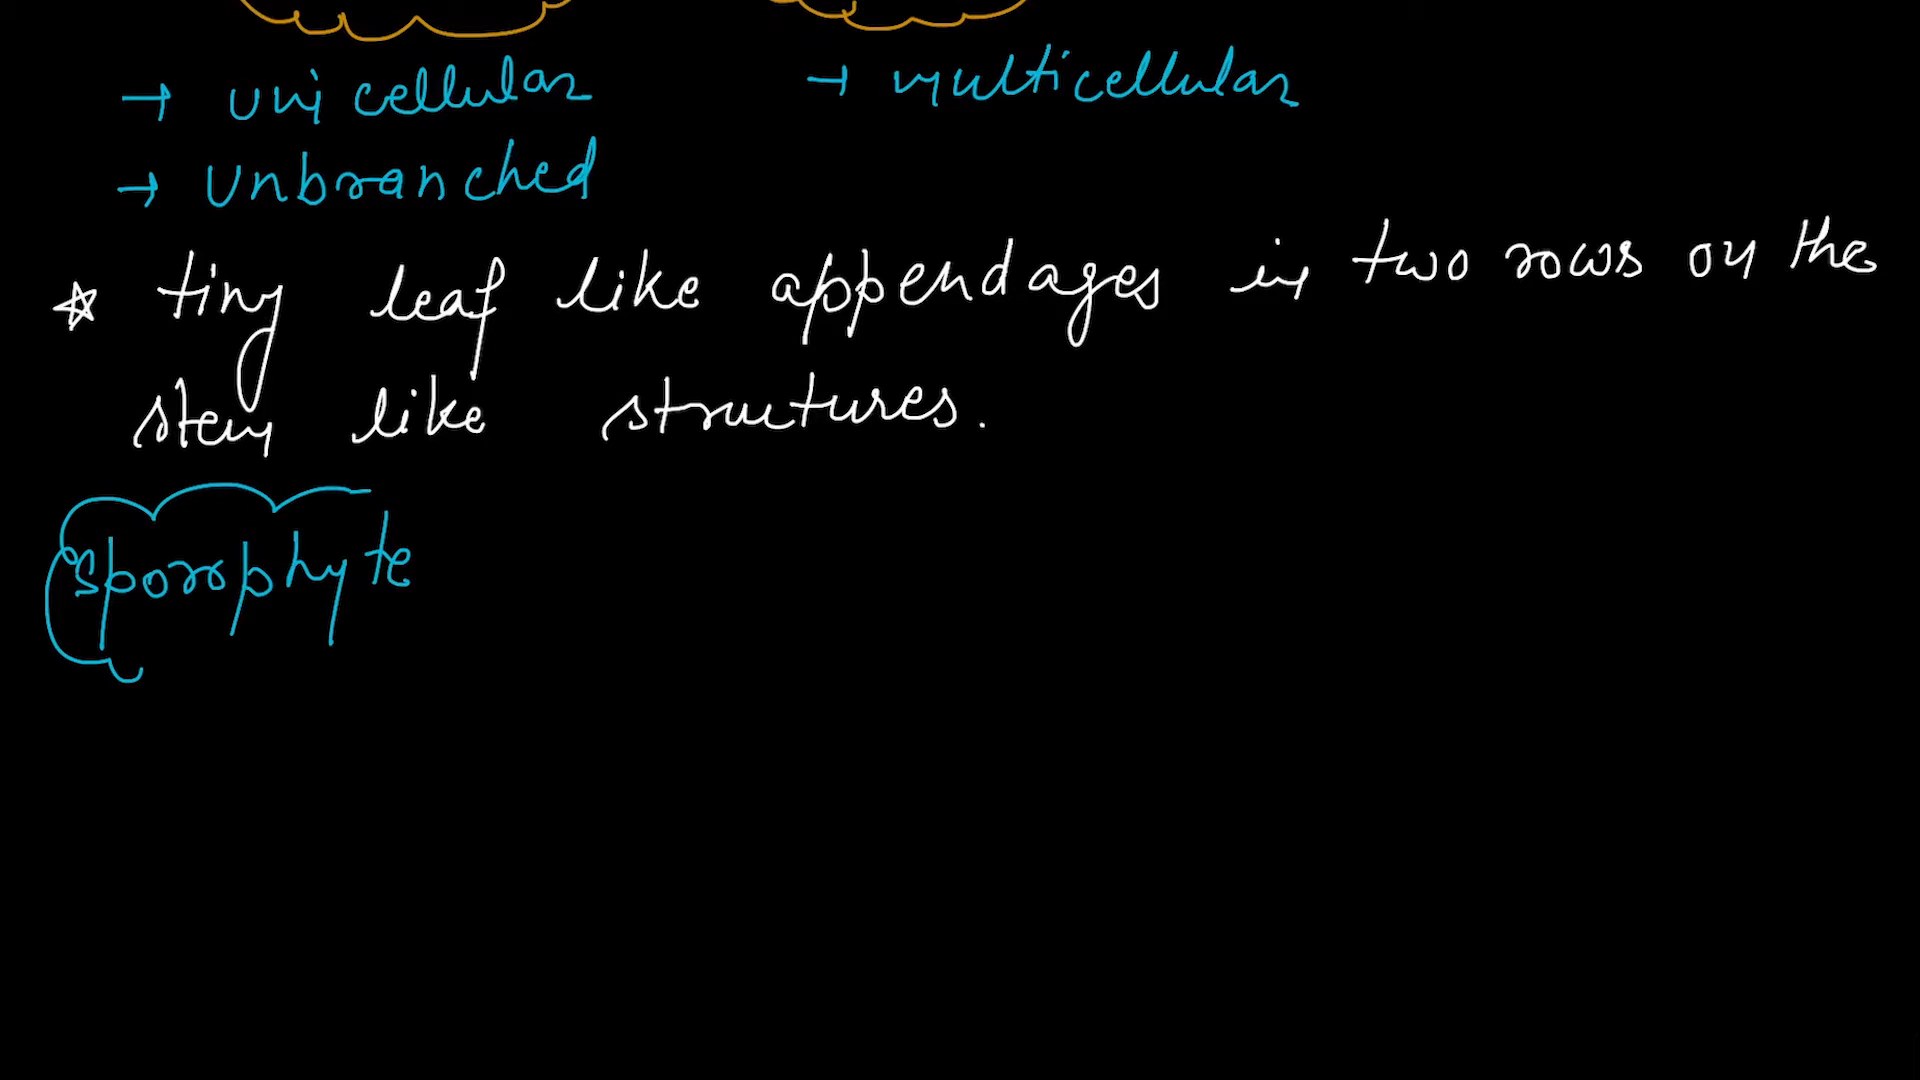 → unicellular → multicellular
→ unbranched
☆ tiny leaf like appendages in two rows on the
stem like structures.
sporophyte